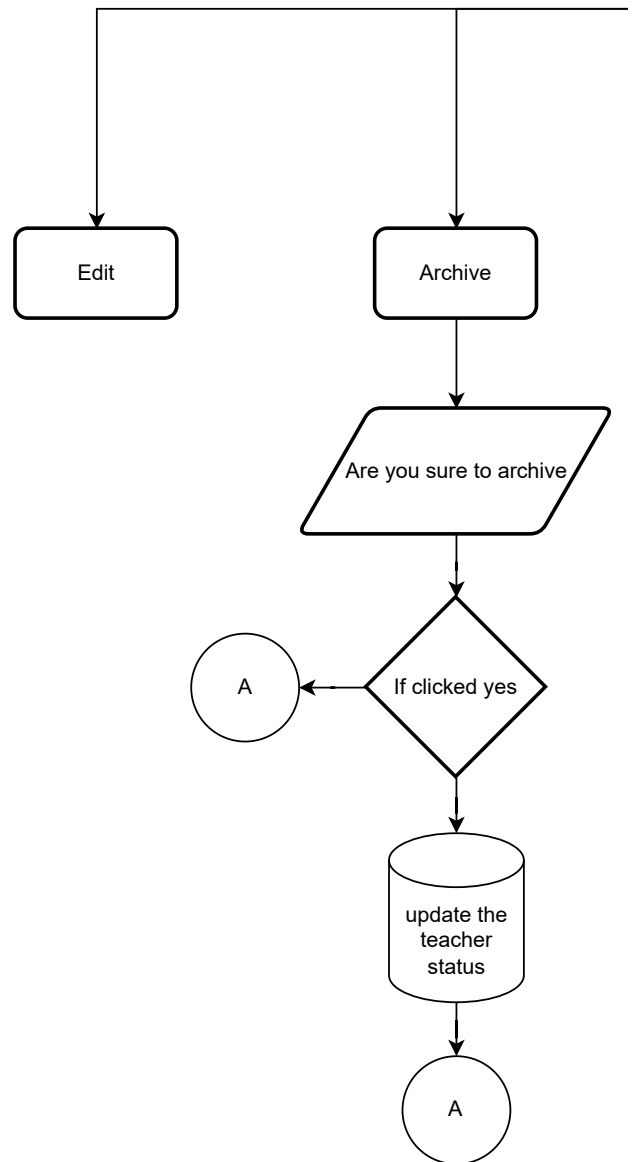 Edit
Archive
Are you sure to archive
A
If clicked yes
update the
teacher
status
A